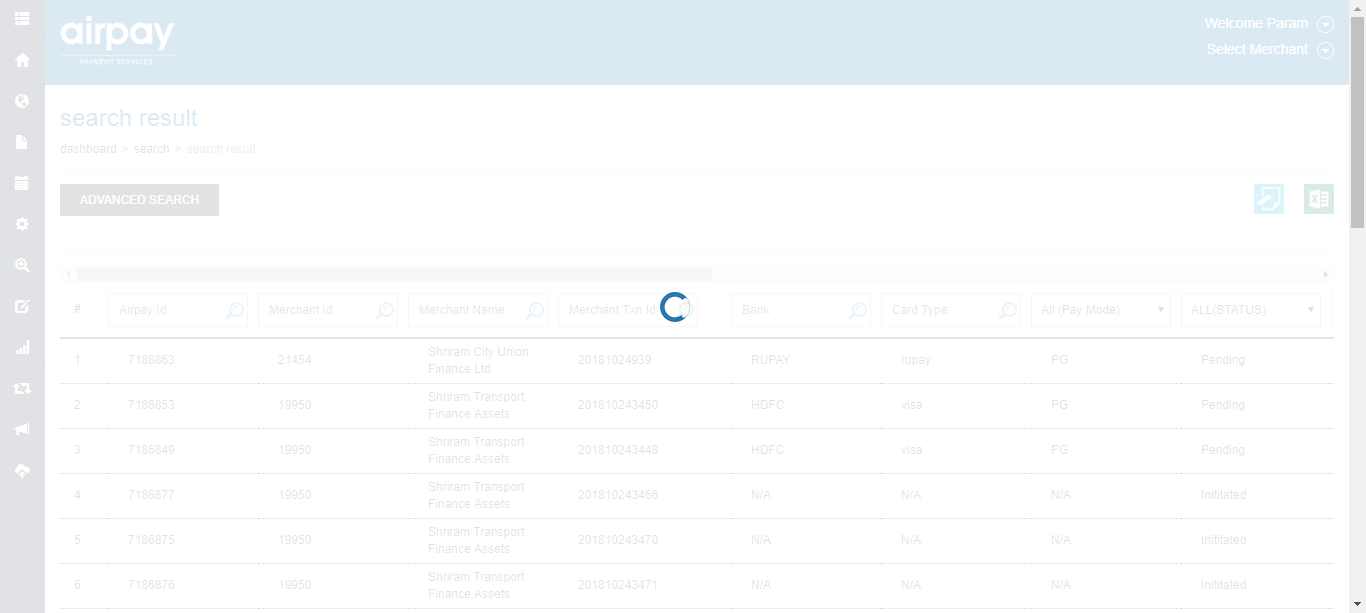 airpay
PAYMENT SERVICES
Welcome Param
Select Merchant
search result
dashboard > search > search result
ADVANCED SEARCH
# Airpay Id Merchant Id Merchant Name Merchant Txn Id Bank Card Type All (Pay Mode) ALL(STATUS)
1 7186863 21454 Shriram City Union Finance Ltd 20181024939 RUPAY rupay PG Pending
2 7186853 19950 Shriram Transport Finance Assets 201810243450 HDFC visa PG Pending
3 7186849 19950 Shriram Transport Finance Assets 201810243448 HDFC visa PG Pending
4 7186877 19950 Shriram Transport Finance Assets 201810243466 N/A N/A N/A Inititated
5 7186875 19950 Shriram Transport Finance Assets 201810243470 N/A N/A N/A Inititated
6 7186876 19950 Shriram Transport Finance Assets 201810243471 N/A N/A N/A Inititated